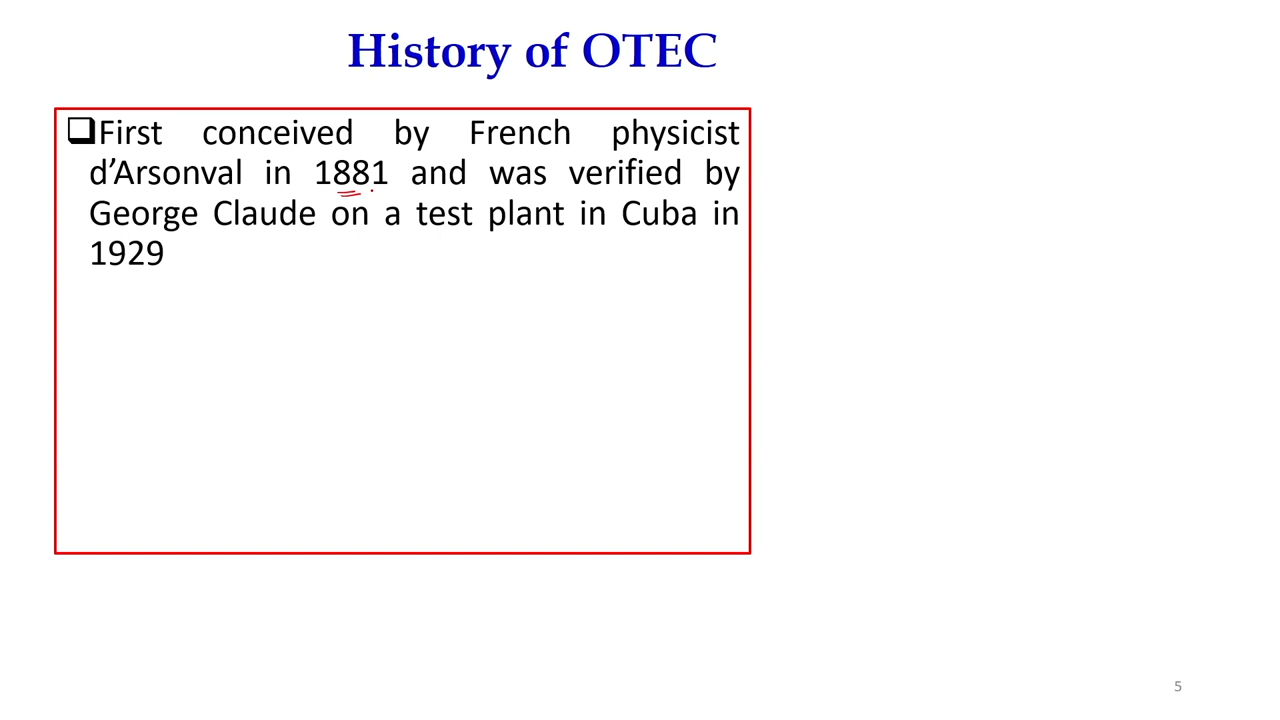 History of OTEC
❑First conceived by French physicist
d’Arsonval in 1881 and was verified by
George Claude on a test plant in Cuba in
1929
5